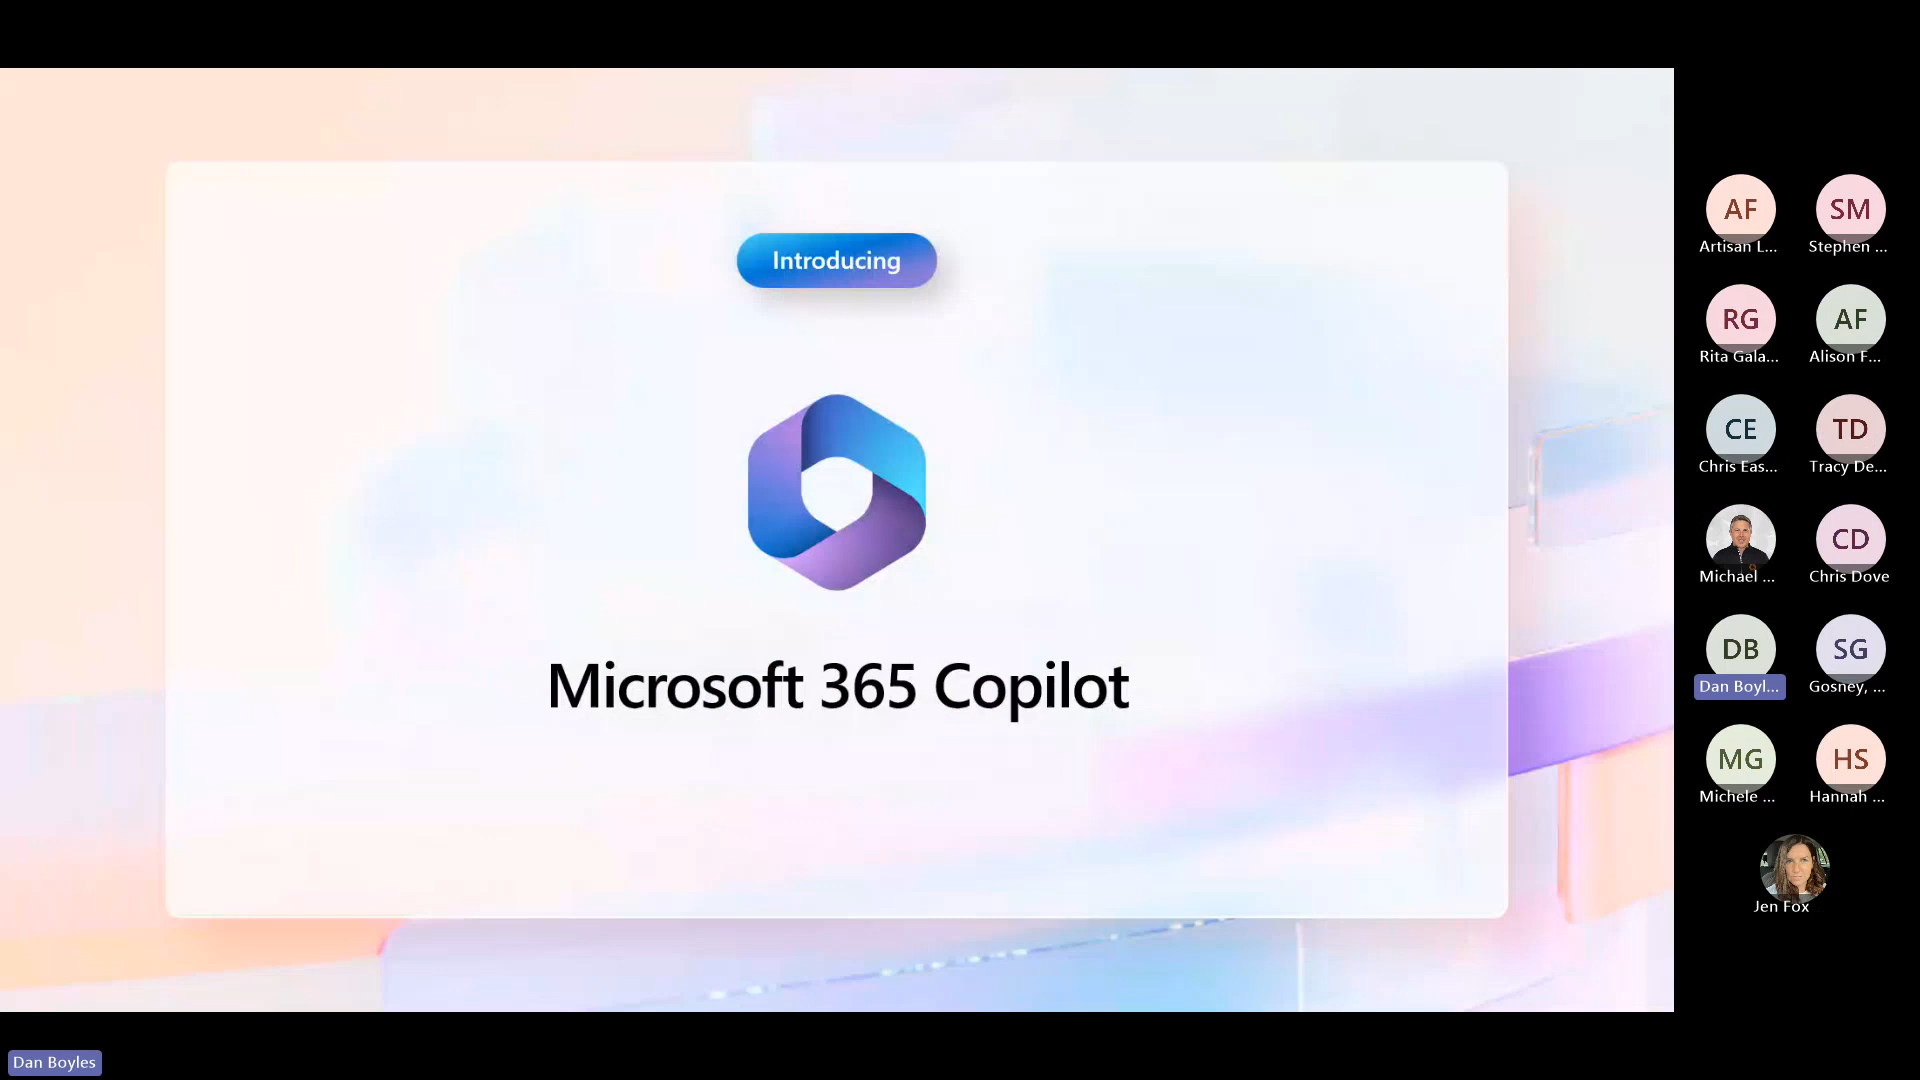 Introducing
Microsoft 365 Copilot
AF
Artisan L...
SM
Stephen ...
RG
Rita Gala...
AF
Alison F...
CE
Chris Eas...
TD
Tracy De...
Michael ...
CD
Chris Dove
DB
Dan Boyl...
SG
Gosney, ...
MG
Michele ...
HS
Hannah ...
Jen Fox
Dan Boyles